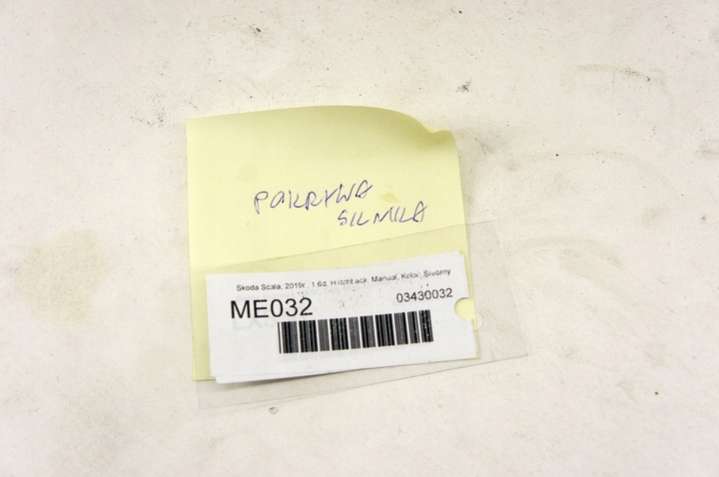 POKRYWA
SILNIKA
Skoda Scala, 2019r., 1.6d, Hatchback, Manual, Kolor: Srebrny
ME032
03430032